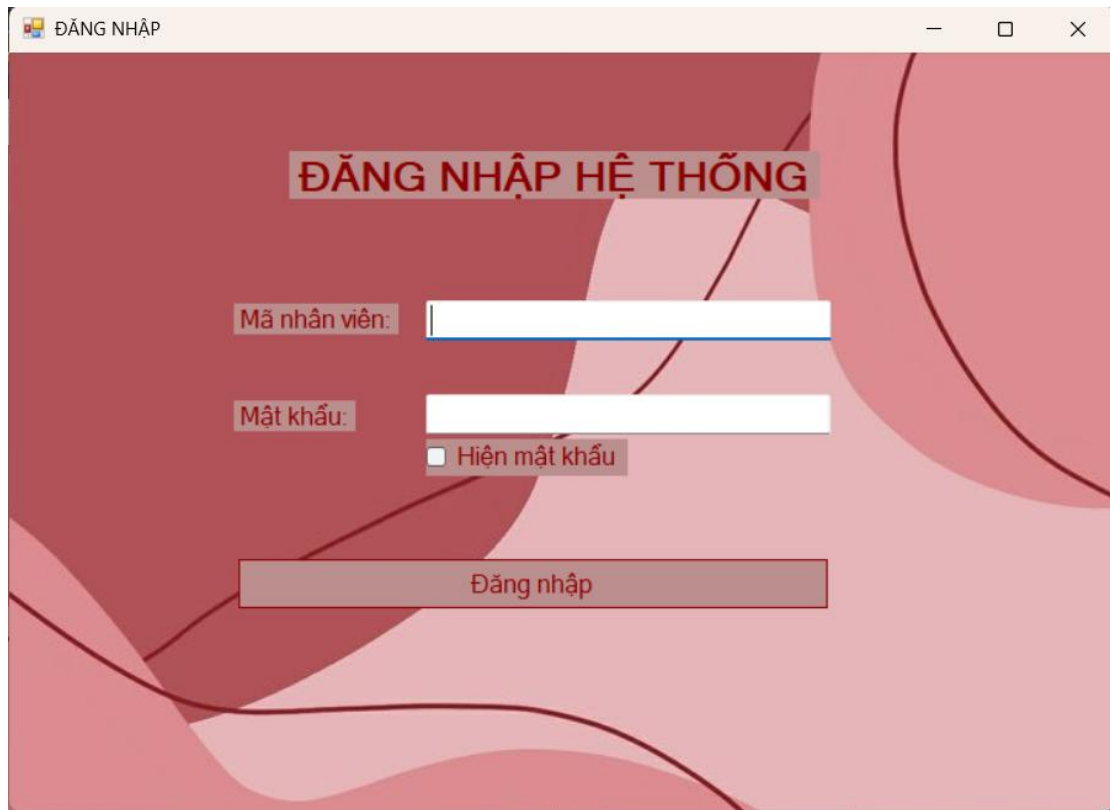 ĐĂNG NHẬP
ĐĂNG NHẬP HỆ THỐNG
Mã nhân viên:
Mật khẩu:
Hiện mật khẩu
Đăng nhập